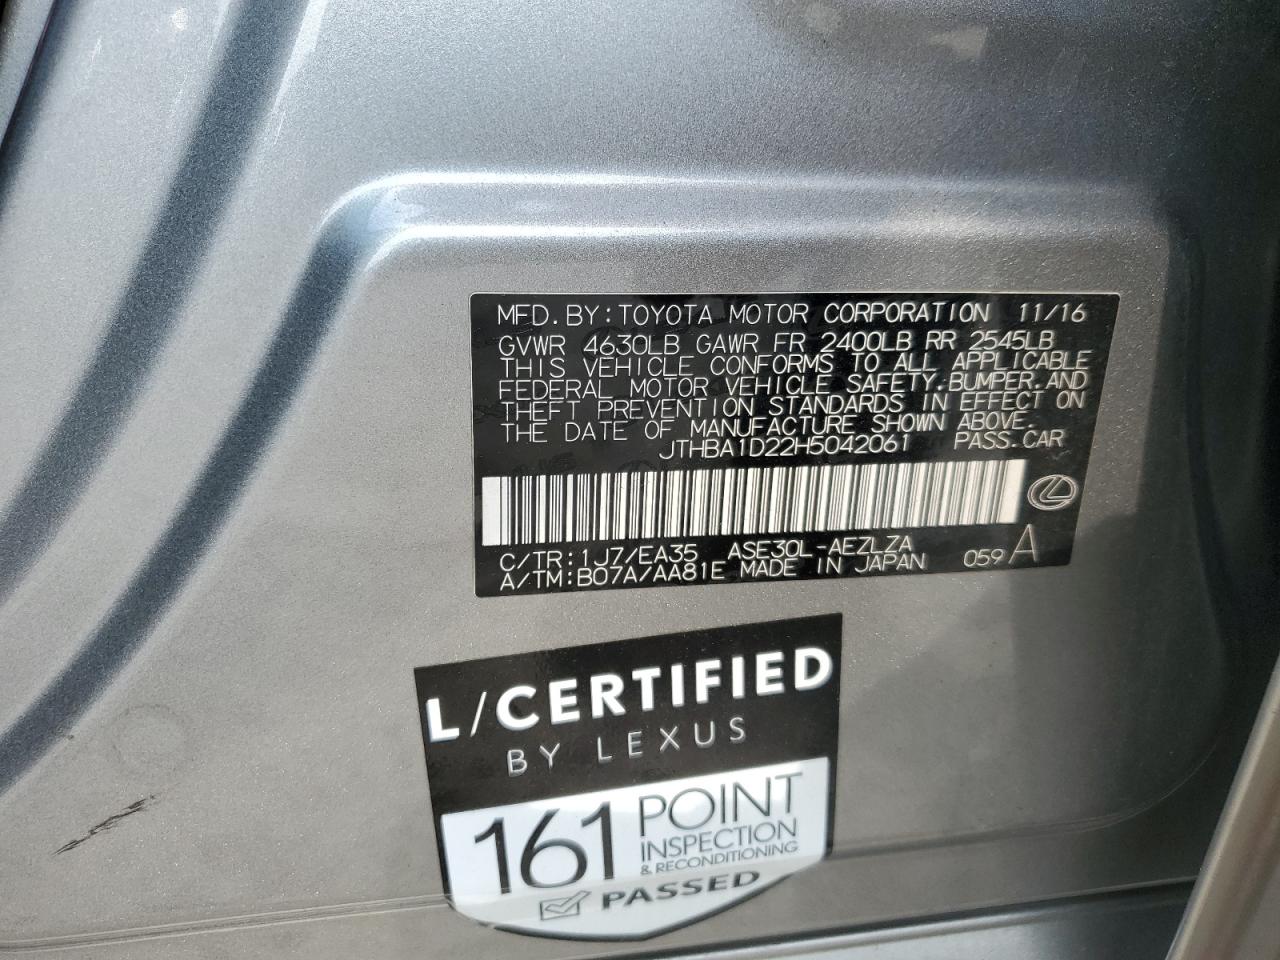 MFD. BY: TOYOTA MOTOR CORPORATION 11/16
GVWR 4630LB GAWR FR 2400LB RR 2545LB
THIS VEHICLE CONFORMS TO ALL APPLICABLE
FEDERAL MOTOR VEHICLE SAFETY, BUMPER, AND
THEFT PREVENTION STANDARDS IN EFFECT ON
THE DATE OF MANUFACTURE SHOWN ABOVE.
JTHBA1D22H5042061 PASS. CAR
C/TR: 1J7/EA35 ASE30L-AEZLZA
A/TM: B07A/AA81E MADE IN JAPAN 059 A
L/CERTIFIED
BY LEXUS
161 POINT
INSPECTION
& RECONDITIONING
PASSED